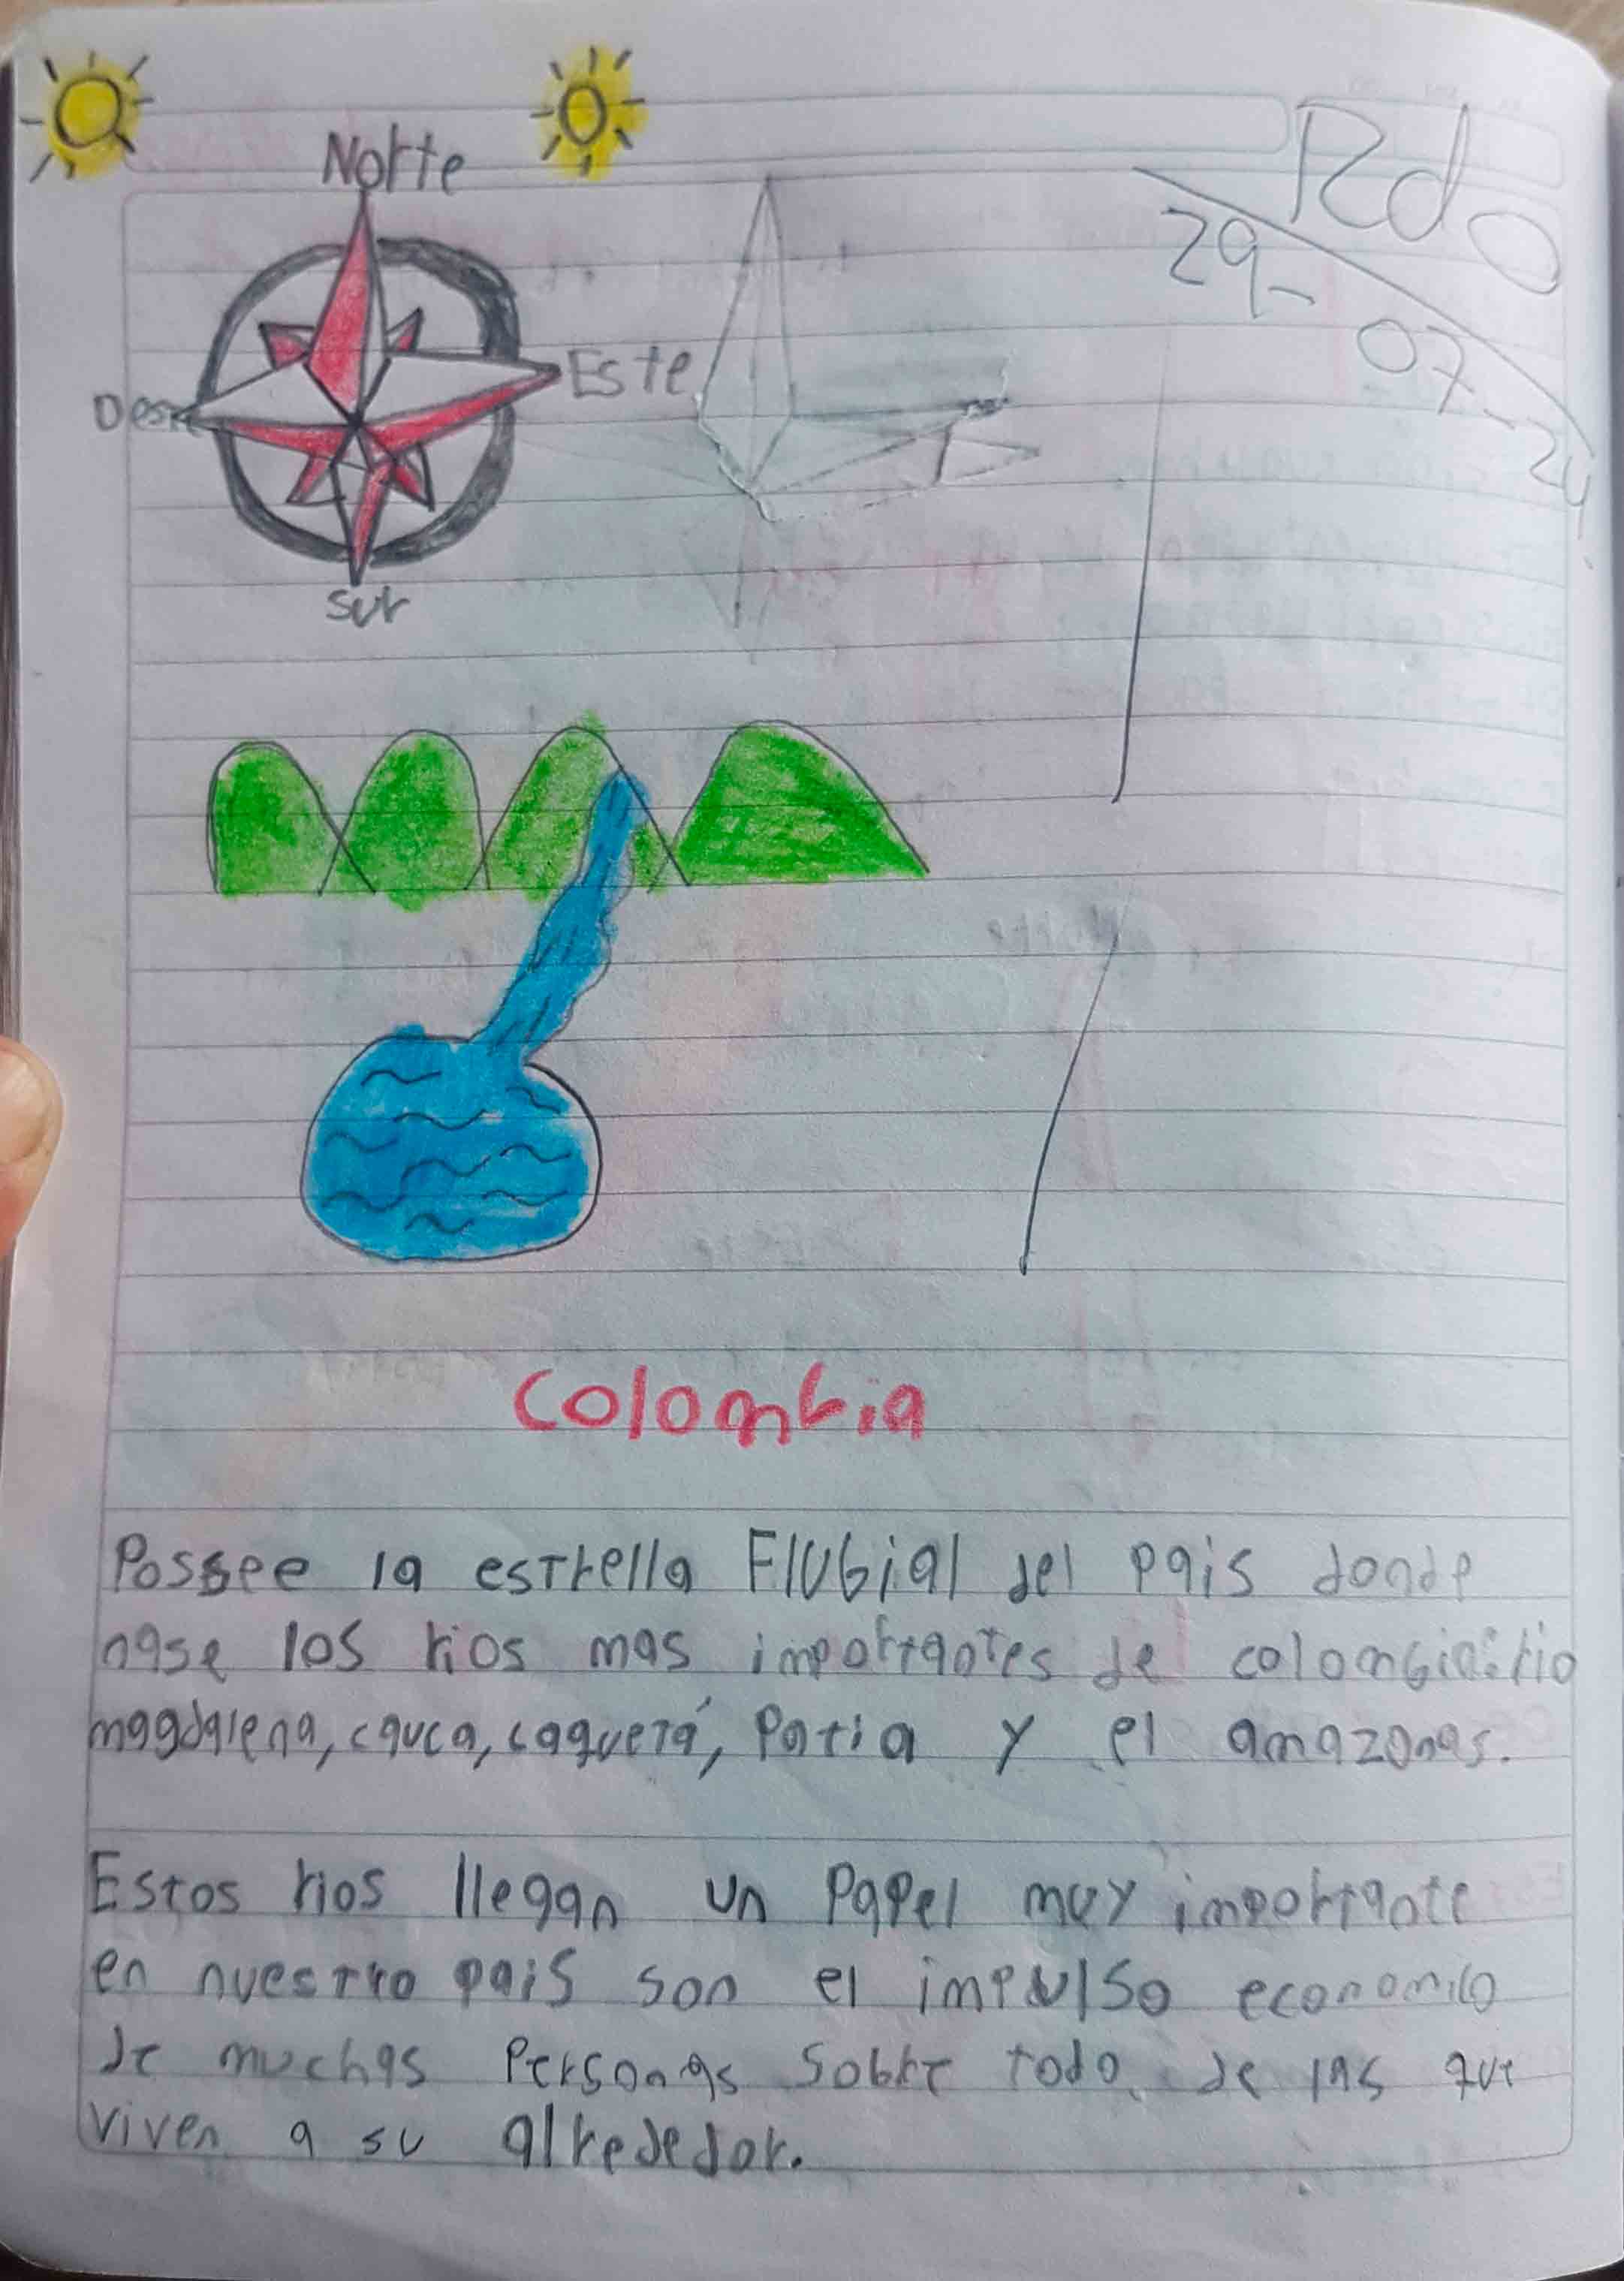 Norte
Rdo
29-07-24
Este
Oeste
sur
Colombia
Possee la estrella Flubial del pais donde
nase los rios mas importantes de colombia: rio
magdalena, cauca, caquetá, Patia y el amazonas.
Estos rios llegan un Papel muy importante
en nuestro pais son el impulso economico
de muchas Personas sobre todo de las que
viven a su alrededor.